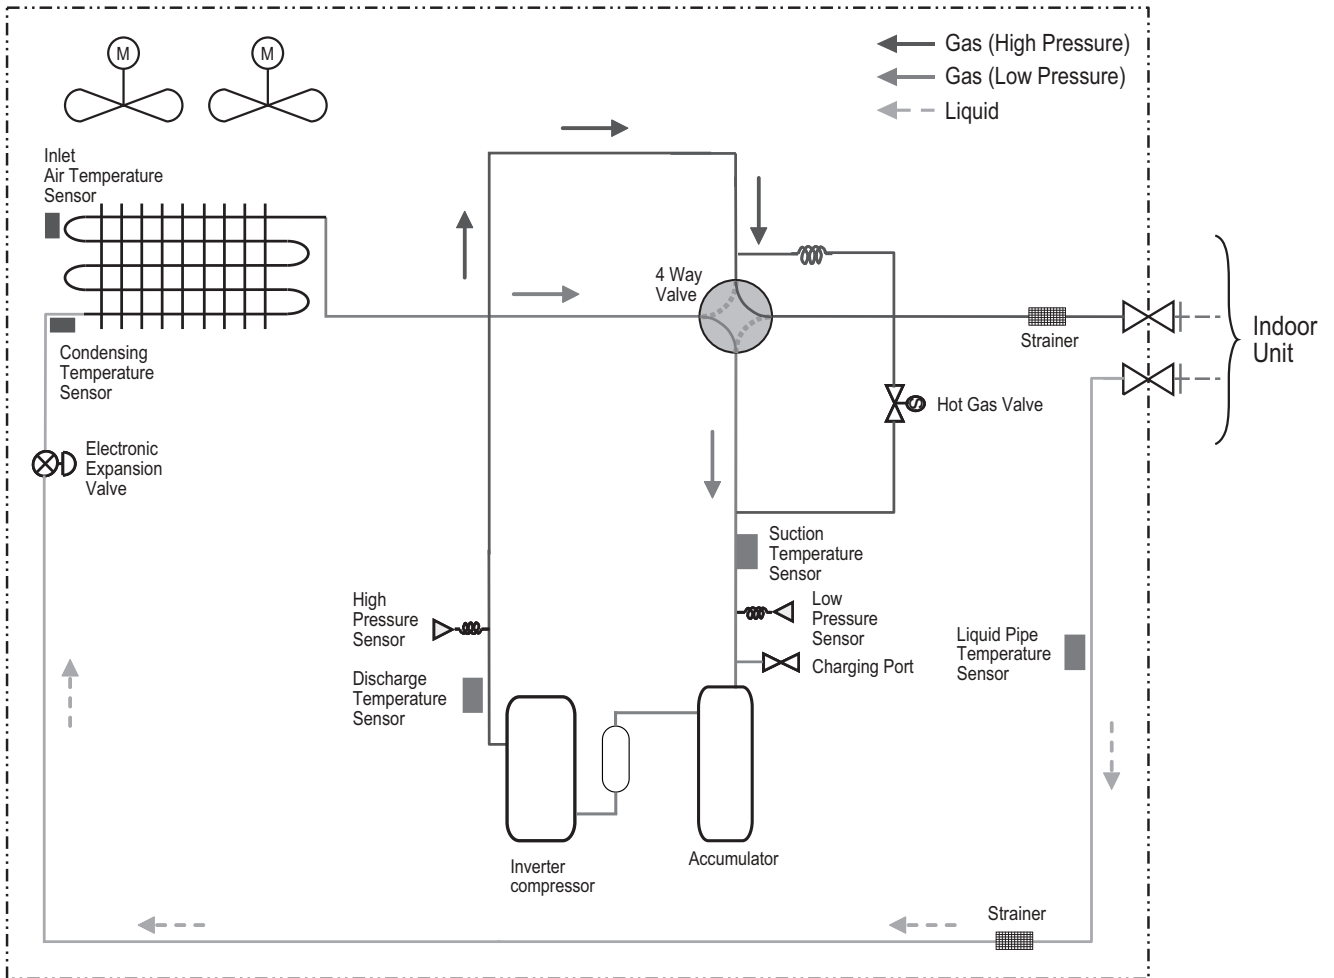 M
M
Gas (High Pressure)
Gas (Low Pressure)
Liquid
Inlet
Air Temperature
Sensor
4 Way
Valve
Strainer
Indoor
Unit
Condensing
Temperature
Sensor
Hot Gas Valve
S
Electronic
Expansion
Valve
Suction
Temperature
Sensor
High
Pressure
Sensor
Low
Pressure
Sensor
Charging Port
Liquid Pipe
Temperature
Sensor
Discharge
Temperature
Sensor
Inverter
compressor
Accumulator
Strainer